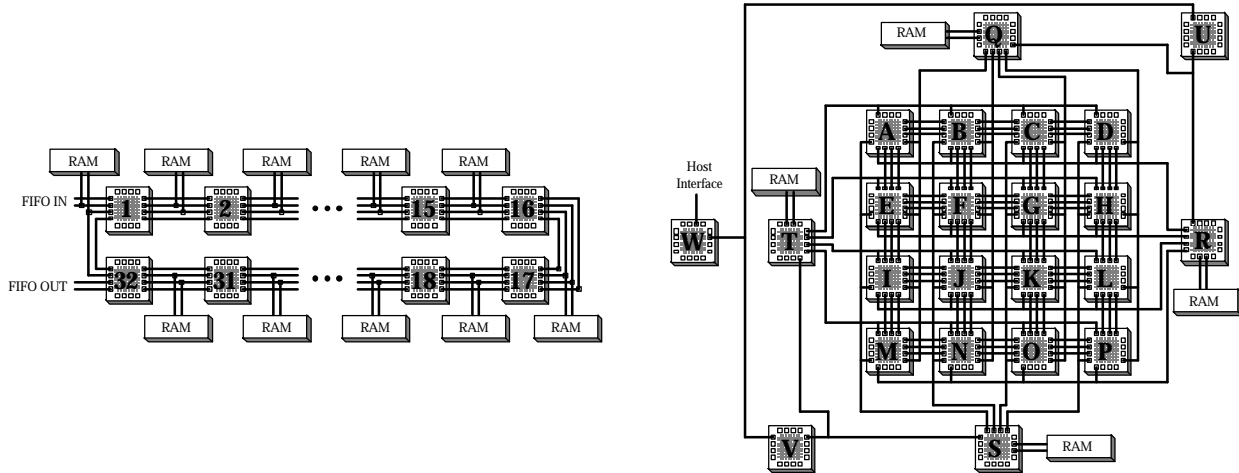 RAM RAM RAM RAM RAM
FIFO IN 1 2 ••• 15 16
FIFO OUT 32 31 ••• 18 17
RAM RAM RAM RAM RAM
RAM Q U
A B C D
Host
Interface
RAM
E F G H
W T R
I J K L
RAM
M N O P
V S RAM